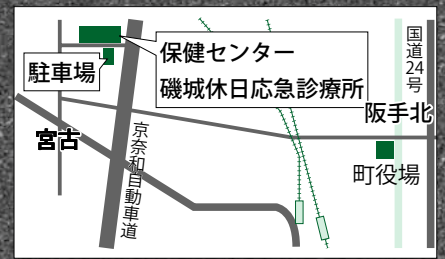 保健センター
磯城休日応急診療所
駐車場
国道24号
阪手北
宮古
京奈和自動車道
町役場